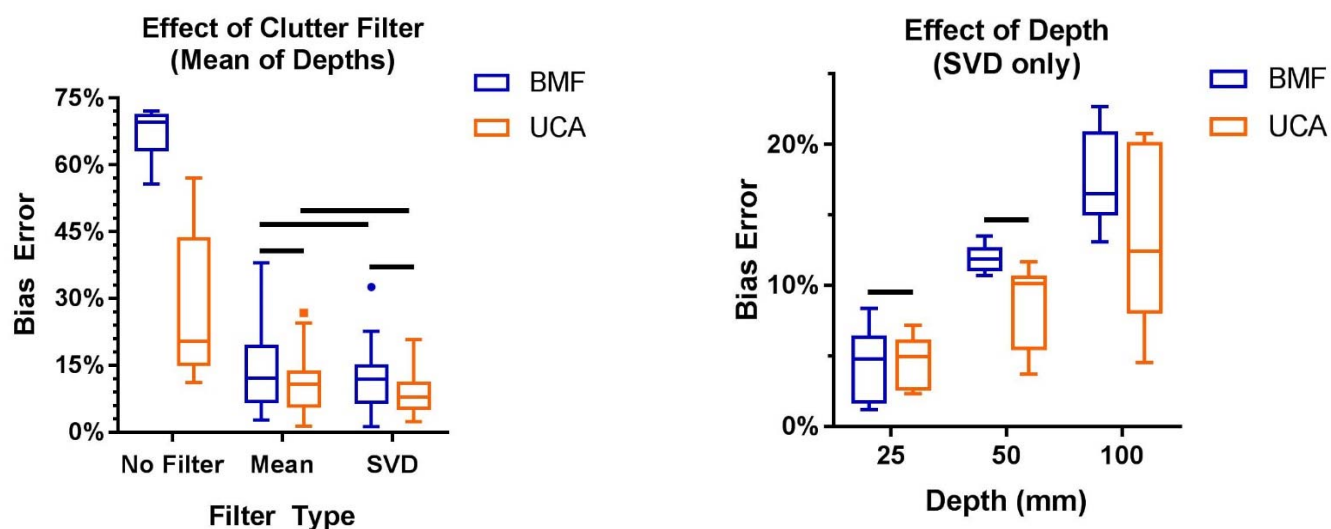 Effect of Clutter Filter
(Mean of Depths)
BMF
UCA
75%
60%
45%
30%
15%
0%
Bias Error
No Filter Mean SVD
Filter Type
Effect of Depth
(SVD only)
BMF
UCA
20%
10%
0%
Bias Error
25 50 100
Depth (mm)